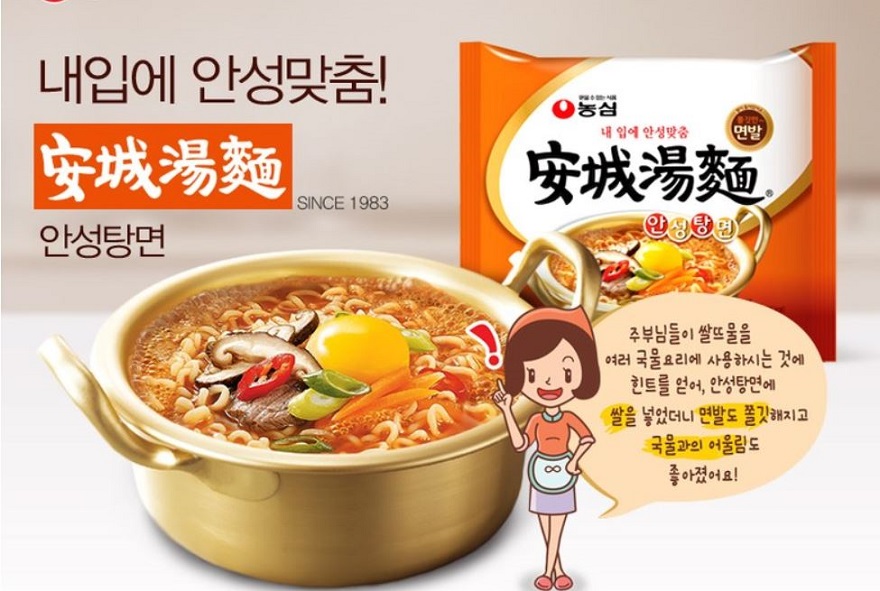 내입에 안성맞춤!
安城湯麵
SINCE 1983
안성탕면
농심
내 입에 안성맞춤
면발
安城湯麵®
안성탕면
주부님들이 쌀뜨물을
여러 국물요리에 사용하시는 것에
힌트를 얻어, 안성탕면에
쌀을 넣었더니 면발도 쫄깃해지고
국물과의 어울림도
좋아졌어요!